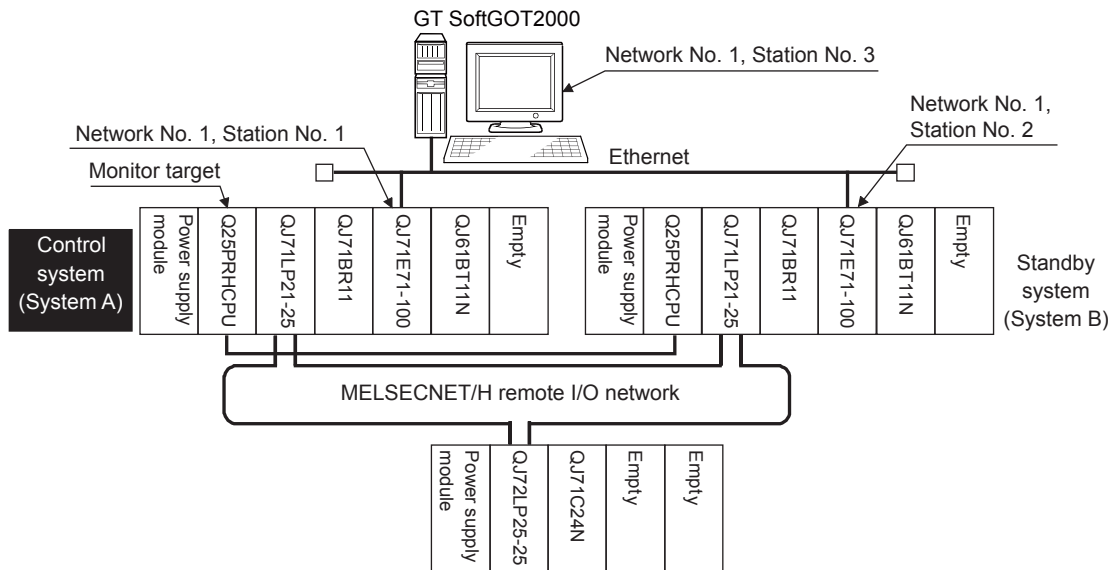 GT SoftGOT2000
Network No. 1, Station No. 3
Network No. 1,
Station No. 2
Network No. 1, Station No. 1
Ethernet
Monitor target
Control
system
(System A)
Power supply
module
Q25PRHCPU
QJ71LP21-25
QJ71BR11
QJ71E71-100
QJ61BT11N
Empty
Power supply
module
Q25PRHCPU
QJ71LP21-25
QJ71BR11
QJ71E71-100
QJ61BT11N
Empty
Standby
system
(System B)
MELSECNET/H remote I/O network
Power supply
module
QJ72LP25-25
QJ71C24N
Empty
Empty